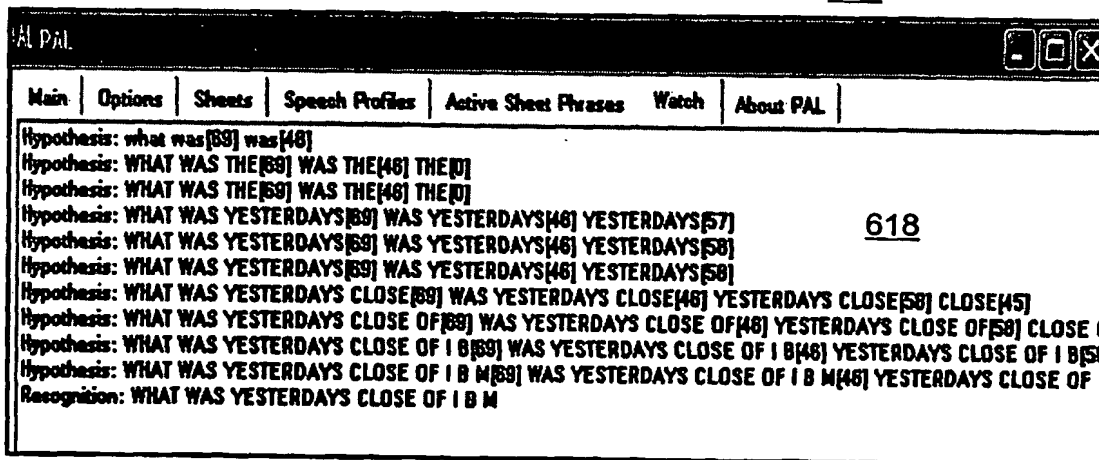 PAL
Main Options Sheets Speech Profiles Active Sheet Phrases Watch About PAL
Hypothesis: what was[69] was[46]
Hypothesis: WHAT WAS THE[69] WAS THE[46] THE[0]
Hypothesis: WHAT WAS THE[69] WAS THE[46] THE[0]
Hypothesis: WHAT WAS YESTERDAYS[69] WAS YESTERDAYS[46] YESTERDAYS[57]
618
Hypothesis: WHAT WAS YESTERDAYS[69] WAS YESTERDAYS[46] YESTERDAYS[58]
Hypothesis: WHAT WAS YESTERDAYS[69] WAS YESTERDAYS[46] YESTERDAYS[58]
Hypothesis: WHAT WAS YESTERDAYS CLOSE[69] WAS YESTERDAYS CLOSE[46] YESTERDAYS CLOSE[58] CLOSE[45]
Hypothesis: WHAT WAS YESTERDAYS CLOSE OF[69] WAS YESTERDAYS CLOSE OF[46] YESTERDAYS CLOSE OF[58] CLOSE
Hypothesis: WHAT WAS YESTERDAYS CLOSE OF I B[69] WAS YESTERDAYS CLOSE OF I B[46] YESTERDAYS CLOSE OF I B[5
Hypothesis: WHAT WAS YESTERDAYS CLOSE OF I B M[69] WAS YESTERDAYS CLOSE OF I B M[46] YESTERDAYS CLOSE OF
Recognition: WHAT WAS YESTERDAYS CLOSE OF I B M